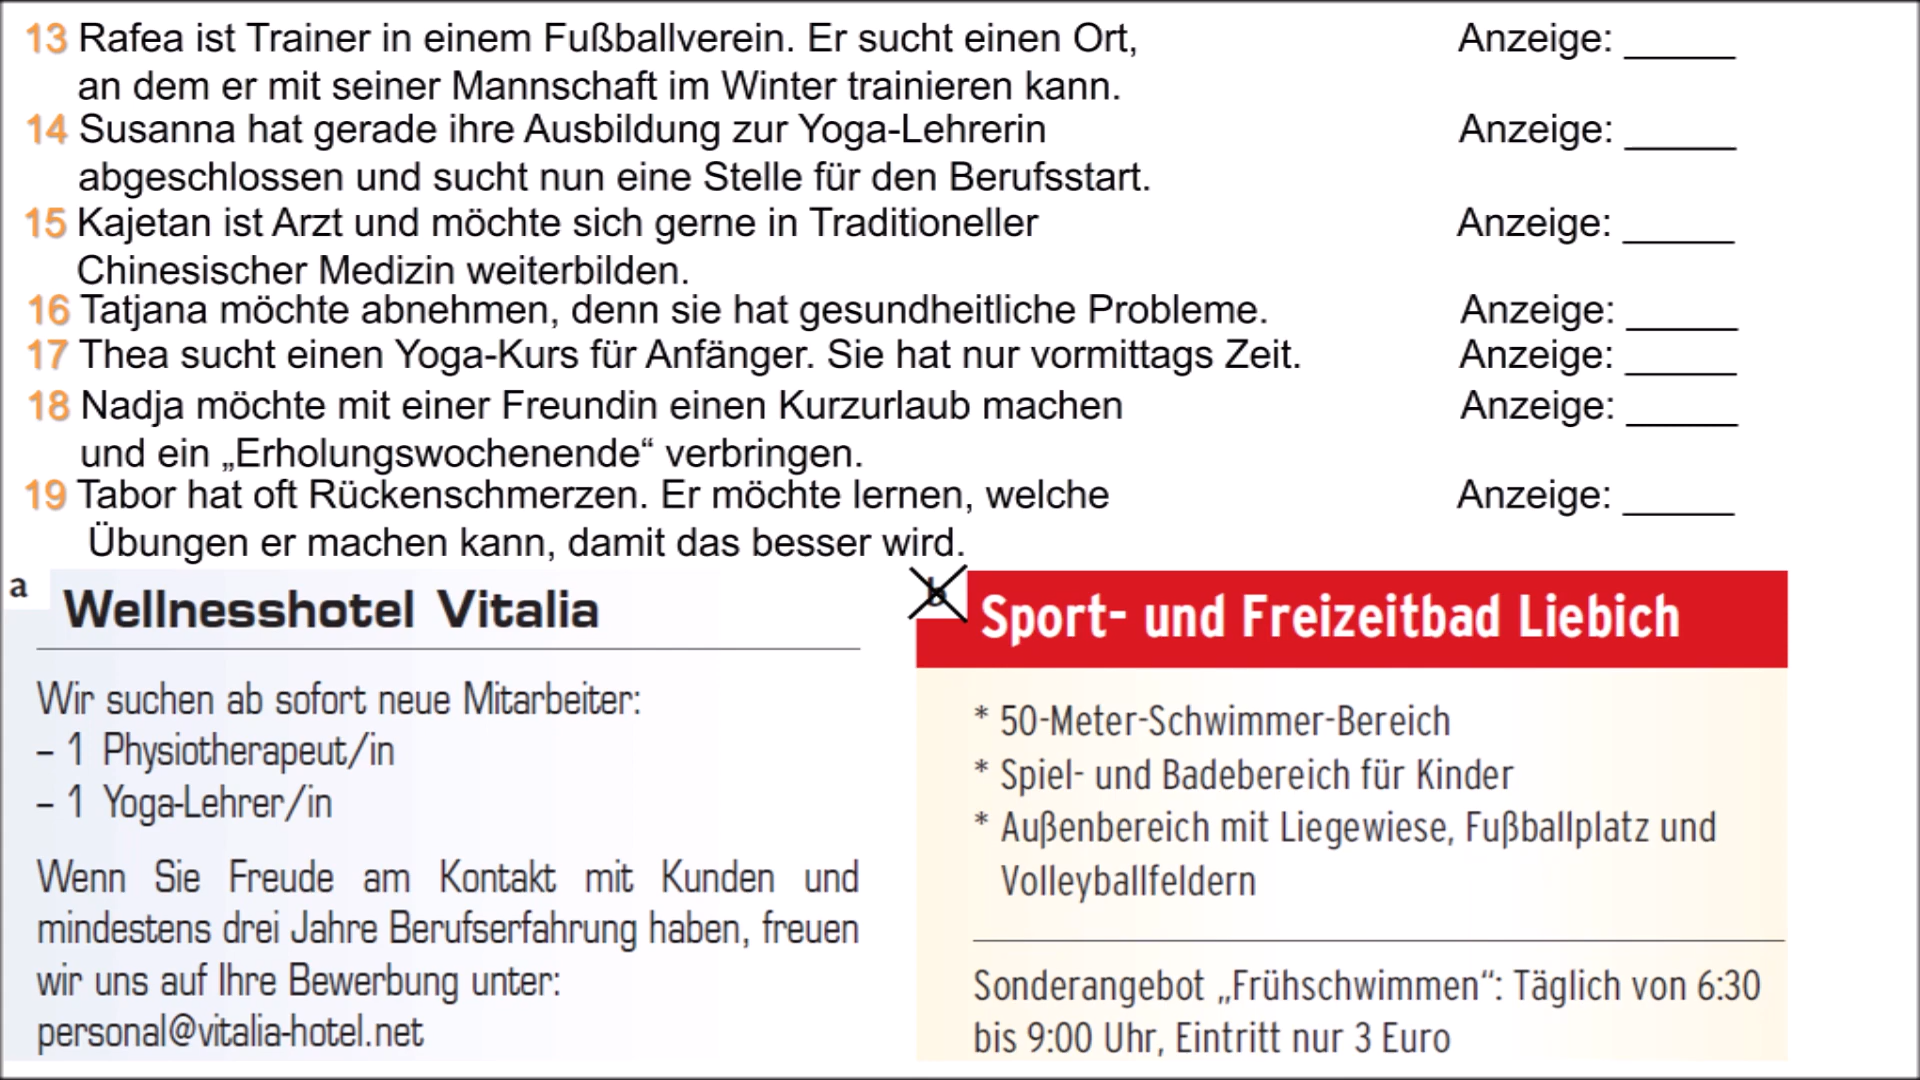 13 Rafea ist Trainer in einem Fußballverein. Er sucht einen Ort, Anzeige: _____
an dem er mit seiner Mannschaft im Winter trainieren kann.
14 Susanna hat gerade ihre Ausbildung zur Yoga-Lehrerin Anzeige: _____
abgeschlossen und sucht nun eine Stelle für den Berufsstart.
15 Kajetan ist Arzt und möchte sich gerne in Traditioneller Anzeige: _____
Chinesischer Medizin weiterbilden.
16 Tatjana möchte abnehmen, denn sie hat gesundheitliche Probleme. Anzeige: _____
17 Thea sucht einen Yoga-Kurs für Anfänger. Sie hat nur vormittags Zeit. Anzeige: _____
18 Nadja möchte mit einer Freundin einen Kurzurlaub machen Anzeige: _____
und ein „Erholungswochenende“ verbringen.
19 Tabor hat oft Rückenschmerzen. Er möchte lernen, welche Anzeige: _____
Übungen er machen kann, damit das besser wird.
a
Wellnesshotel Vitalia
Wir suchen ab sofort neue Mitarbeiter:
– 1 Physiotherapeut/in
– 1 Yoga-Lehrer/in
Wenn Sie Freude am Kontakt mit Kunden und
mindestens drei Jahre Berufserfahrung haben, freuen
wir uns auf Ihre Bewerbung unter:
personal@vitalia-hotel.net
b
Sport- und Freizeitbad Liebich
* 50-Meter-Schwimmer-Bereich
* Spiel- und Badebereich für Kinder
* Außenbereich mit Liegewiese, Fußballplatz und
Volleyballfeldern
Sonderangebot „Frühschwimmen“: Täglich von 6:30
bis 9:00 Uhr, Eintritt nur 3 Euro